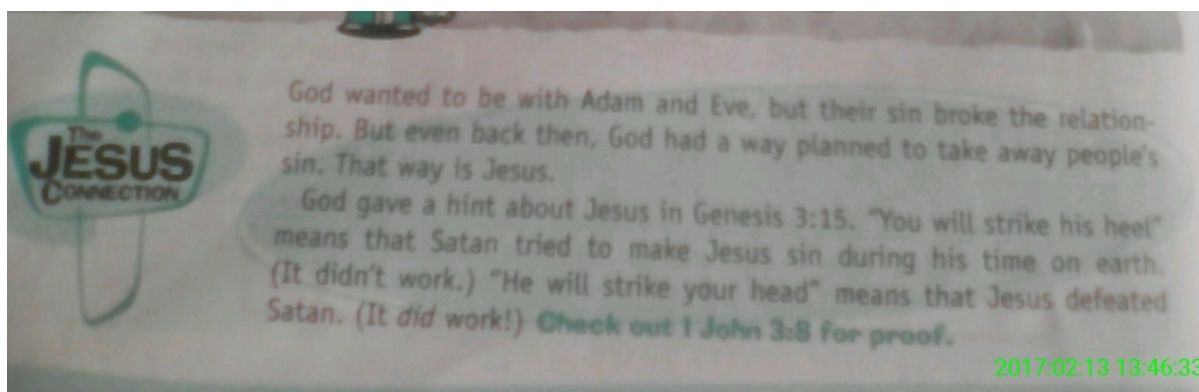 The
JESUS
CONNECTION
God wanted to be with Adam and Eve, but their sin broke the relation-
ship. But even back then, God had a way planned to take away people's
sin. That way is Jesus.
God gave a hint about Jesus in Genesis 3:15. "You will strike his heel"
means that Satan tried to make Jesus sin during his time on earth.
(It didn't work.) "He will strike your head" means that Jesus defeated
Satan. (It did work!) Check out 1 John 3:8 for proof.
2017:02:13 13:46:33